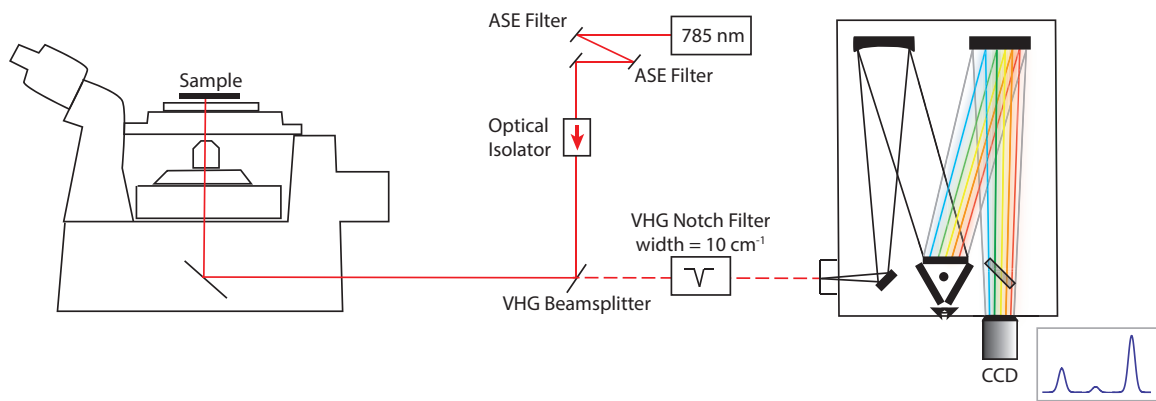 ASE Filter
785 nm
ASE Filter
Sample
Optical
Isolator
VHG Notch Filter
width = 10 cm⁻¹
VHG Beamsplitter
CCD